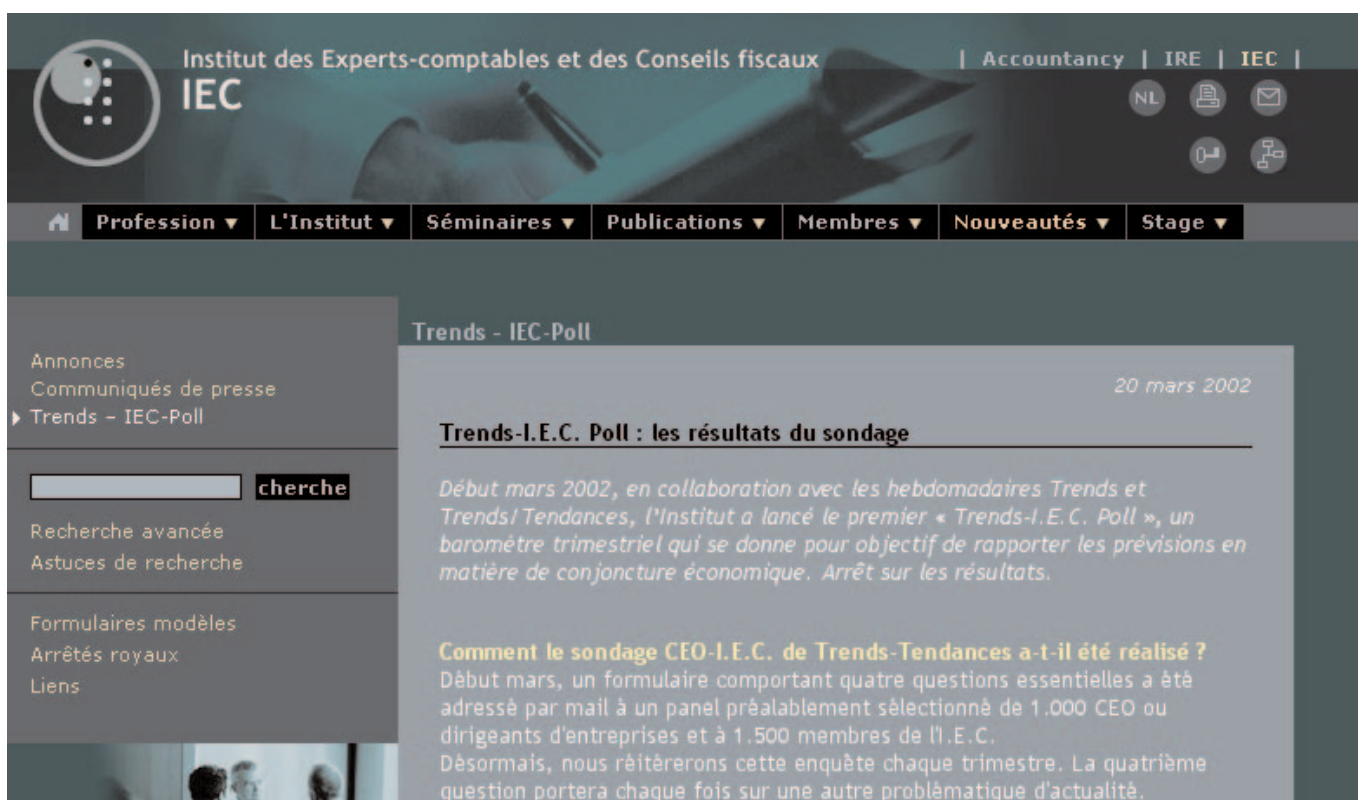 Institut des Experts-comptables et des Conseils fiscaux
IEC
| Accountancy | IRE | IEC |
NL
Profession ▼ L'Institut ▼ Séminaires ▼ Publications ▼ Membres ▼ Nouveautés ▼ Stage ▼
Annonces
Communiqués de presse
Trends – IEC-Poll
cherche
Recherche avancée
Astuces de recherche
Formulaires modèles
Arrêtés royaux
Liens
Trends - IEC-Poll
20 mars 2002
Trends-I.E.C. Poll : les résultats du sondage
Début mars 2002, en collaboration avec les hebdomadaires Trends et
Trends/Tendances, l'Institut a lancé le premier « Trends-I.E.C. Poll », un
baromètre trimestriel qui se donne pour objectif de rapporter les prévisions en
matière de conjoncture économique. Arrêt sur les résultats.
Comment le sondage CEO-I.E.C. de Trends-Tendances a-t-il été réalisé ?
Début mars, un formulaire comportant quatre questions essentielles a été
adressé par mail à un panel préalablement sélectionné de 1.000 CEO ou
dirigeants d'entreprises et à 1.500 membres de l'I.E.C.
Désormais, nous réitérerons cette enquête chaque trimestre. La quatrième
question portera chaque fois sur une autre problématique d'actualité.